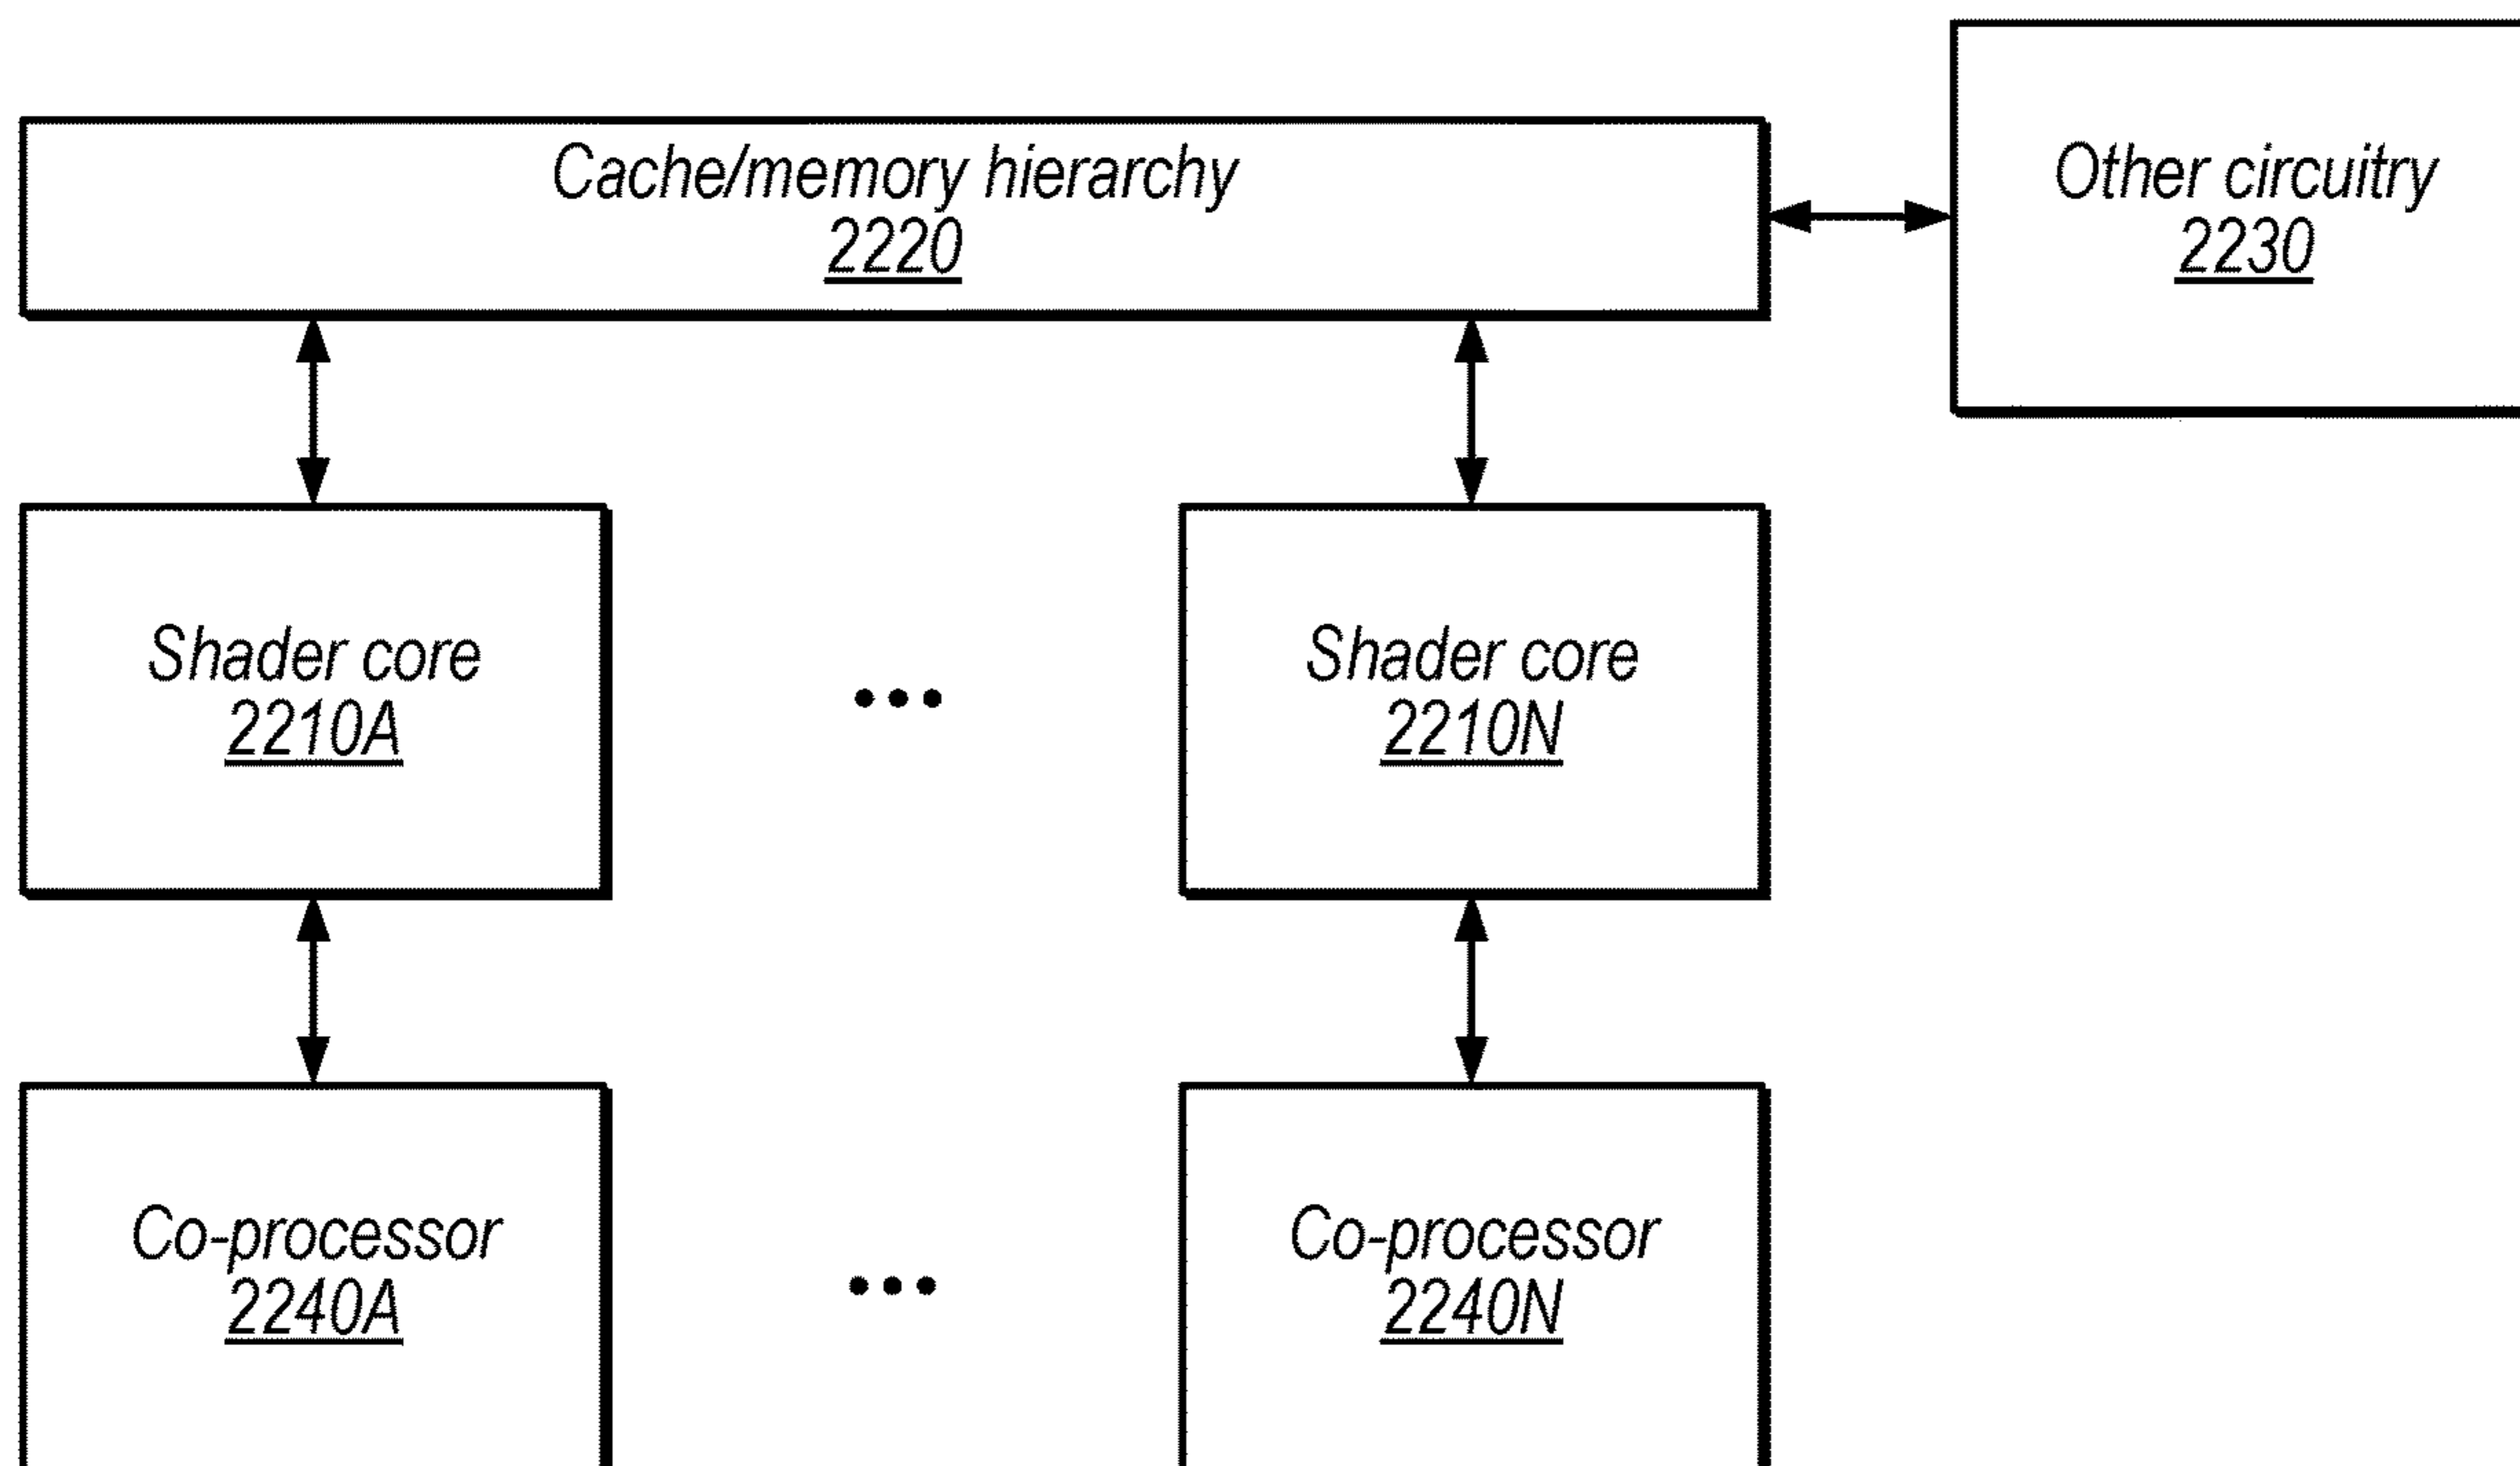 Cache/memory hierarchy
2220
Other circuitry
2230
Shader core
2210A
Shader core
2210N
Co-processor
2240A
Co-processor
2240N